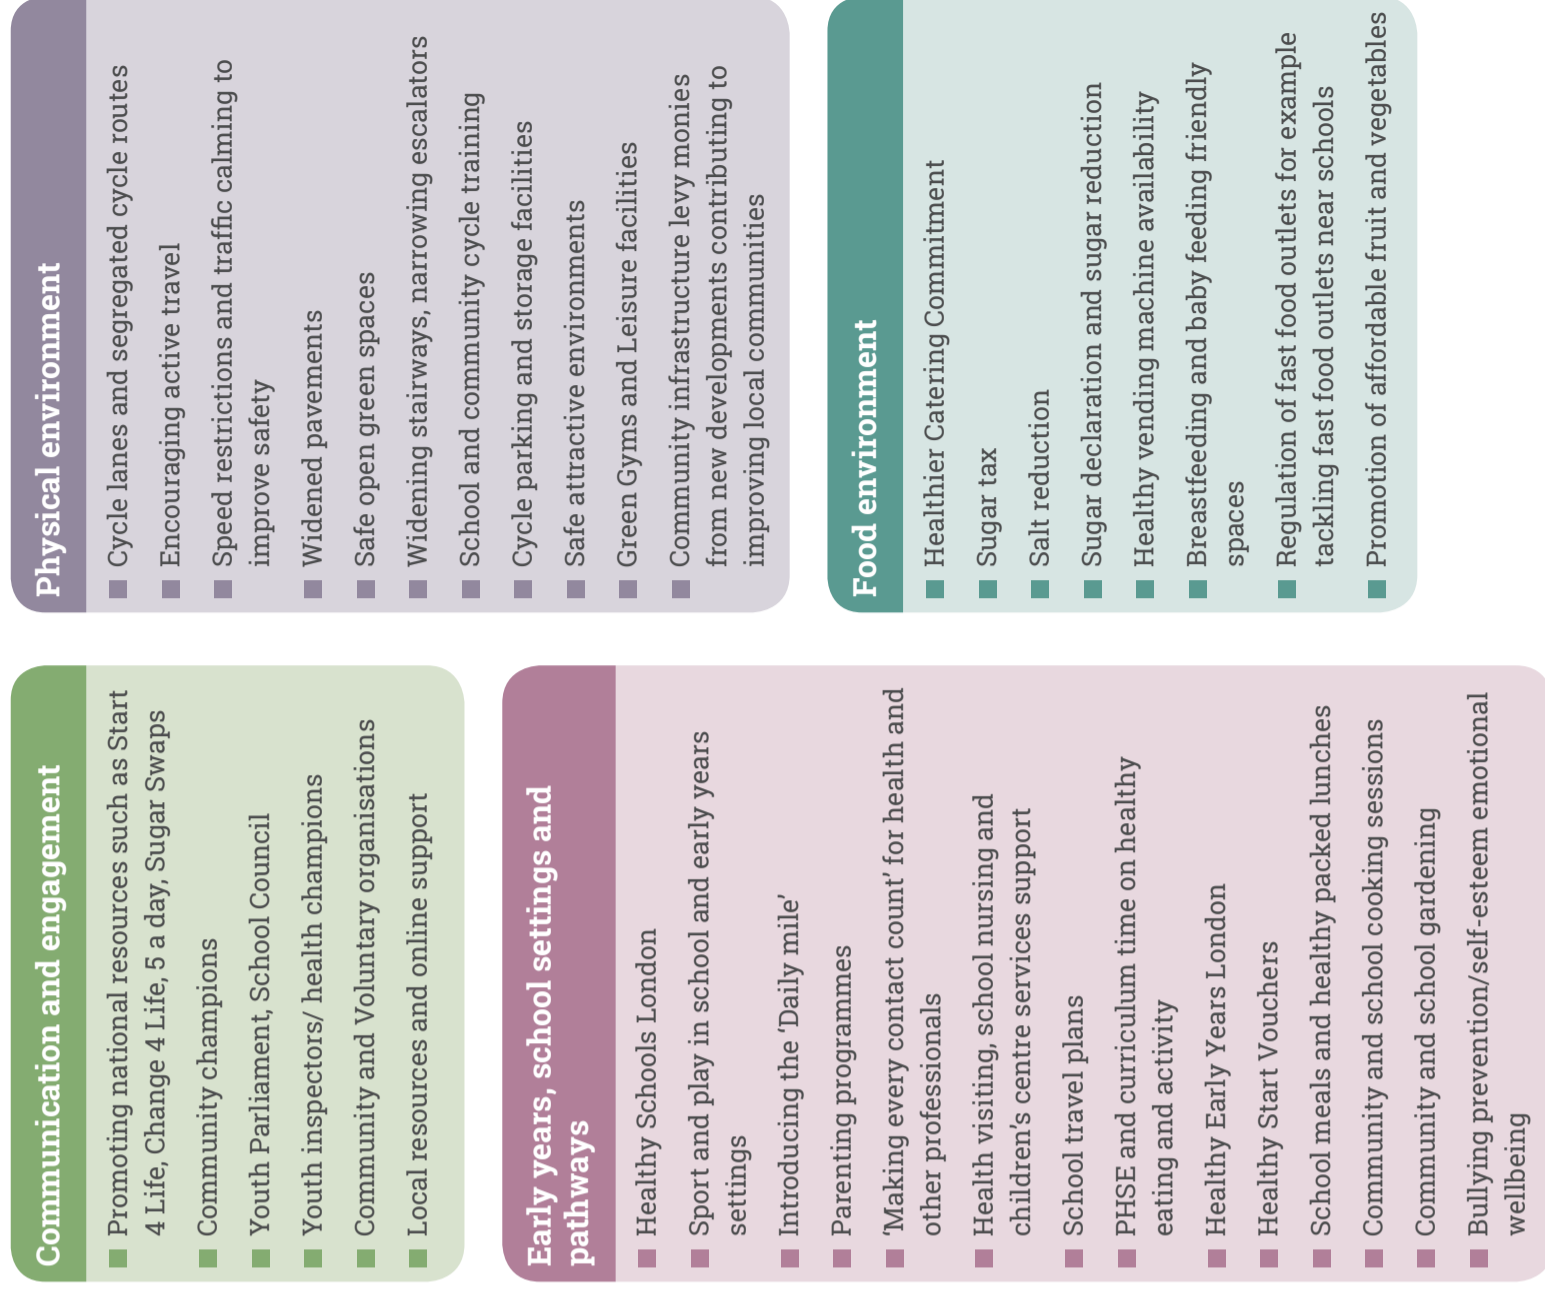 Communication and engagement
Promoting national resources such as Start
4 Life, Change 4 Life, 5 a day, Sugar Swaps
Community champions
Youth Parliament, School Council
Youth inspectors/ health champions
Community and Voluntary organisations
Local resources and online support
Early years, school settings and
pathways
Healthy Schools London
Sport and play in school and early years
settings
Introducing the ‘Daily mile’
Parenting programmes
‘Making every contact count’ for health and
other professionals
Health visiting, school nursing and
children’s centre services support
School travel plans
PHSE and curriculum time on healthy
eating and activity
Healthy Early Years London
Healthy Start Vouchers
School meals and healthy packed lunches
Community and school cooking sessions
Community and school gardening
Bullying prevention/self-esteem emotional
wellbeing
Physical environment
Cycle lanes and segregated cycle routes
Encouraging active travel
Speed restrictions and traffic calming to
improve safety
Widened pavements
Safe open green spaces
Widening stairways, narrowing escalators
School and community cycle training
Cycle parking and storage facilities
Safe attractive environments
Green Gyms and Leisure facilities
Community infrastructure levy monies
from new developments contributing to
improving local communities
Food environment
Healthier Catering Commitment
Sugar tax
Salt reduction
Sugar declaration and sugar reduction
Healthy vending machine availability
Breastfeeding and baby feeding friendly
spaces
Regulation of fast food outlets for example
tackling fast food outlets near schools
Promotion of affordable fruit and vegetables